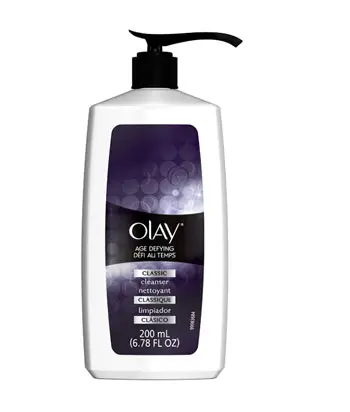 OLAY®
AGE DEFYING
DÉFI AU TEMPS
CLASSIC
cleanser
nettoyant
CLASSIQUE
limpiador
CLÁSICO
200 mL
(6.78 FL OZ)